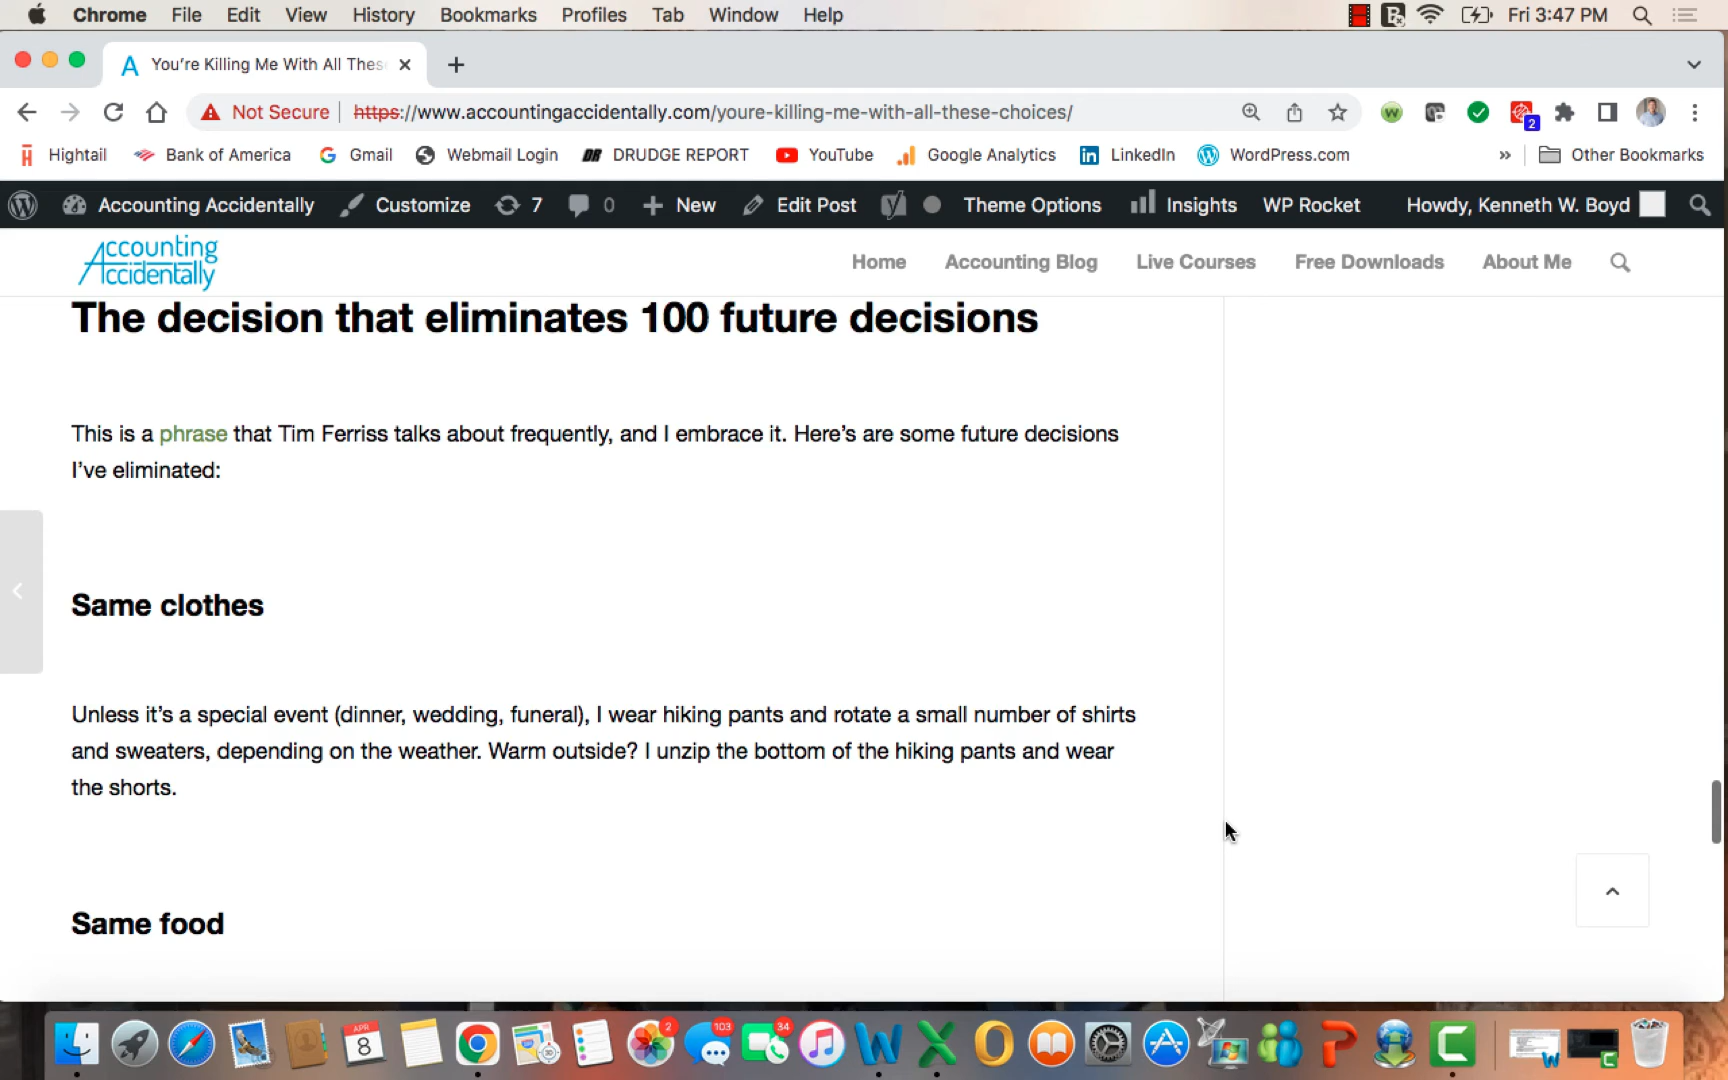 Chrome File Edit View History Bookmarks Profiles Tab Window Help Fri 3:47 PM
You're Killing Me With All Thes
Not Secure https://www.accountingaccidentally.com/youre-killing-me-with-all-these-choices/
2
Hightail Bank of America Gmail Webmail Login DR DRUDGE REPORT YouTube Google Analytics LinkedIn WordPress.com » Other Bookmarks
Accounting Accidentally Customize 7 0 New Edit Post Theme Options Insights WP Rocket Howdy, Kenneth W. Boyd
Accounting Accidentally
Home Accounting Blog Live Courses Free Downloads About Me
The decision that eliminates 100 future decisions
This is a phrase that Tim Ferriss talks about frequently, and I embrace it. Here's are some future decisions
I've eliminated:
Same clothes
Unless it's a special event (dinner, wedding, funeral), I wear hiking pants and rotate a small number of shirts
and sweaters, depending on the weather. Warm outside? I unzip the bottom of the hiking pants and wear
the shorts.
Same food
APR
8
2
103
34